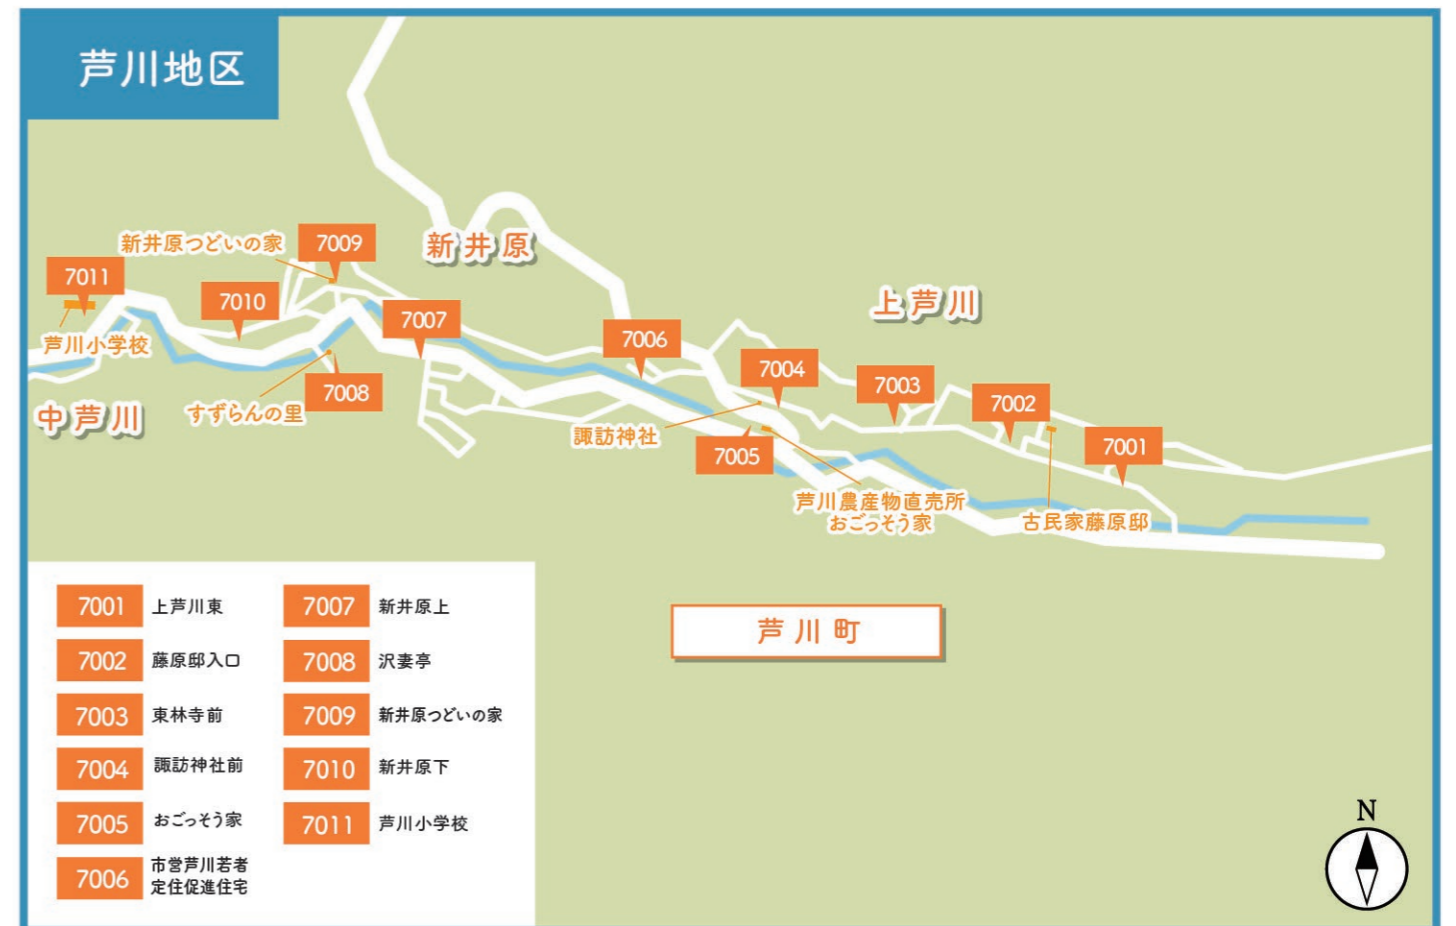 芦川地区
新井原つどいの家
7009
新井原
7011
7010
上芦川
7007
芦川小学校
7006
7004
7003
7008
7002
中芦川
すずらんの里
諏訪神社
7005
7001
芦川農産物直売所
おごっそう家
古民家藤原邸
芦川町
7001 上芦川東
7002 藤原邸入口
7003 東林寺前
7004 諏訪神社前
7005 おごっそう家
7006 市営芦川若者
定住促進住宅
7007 新井原上
7008 沢妻亭
7009 新井原つどいの家
7010 新井原下
7011 芦川小学校
N